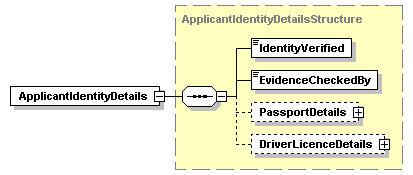 ApplicantIdentityDetailsStructure
IdentityVerified
EvidenceCheckedBy
ApplicantIdentityDetails
PassportDetails
DriverLicenceDetails